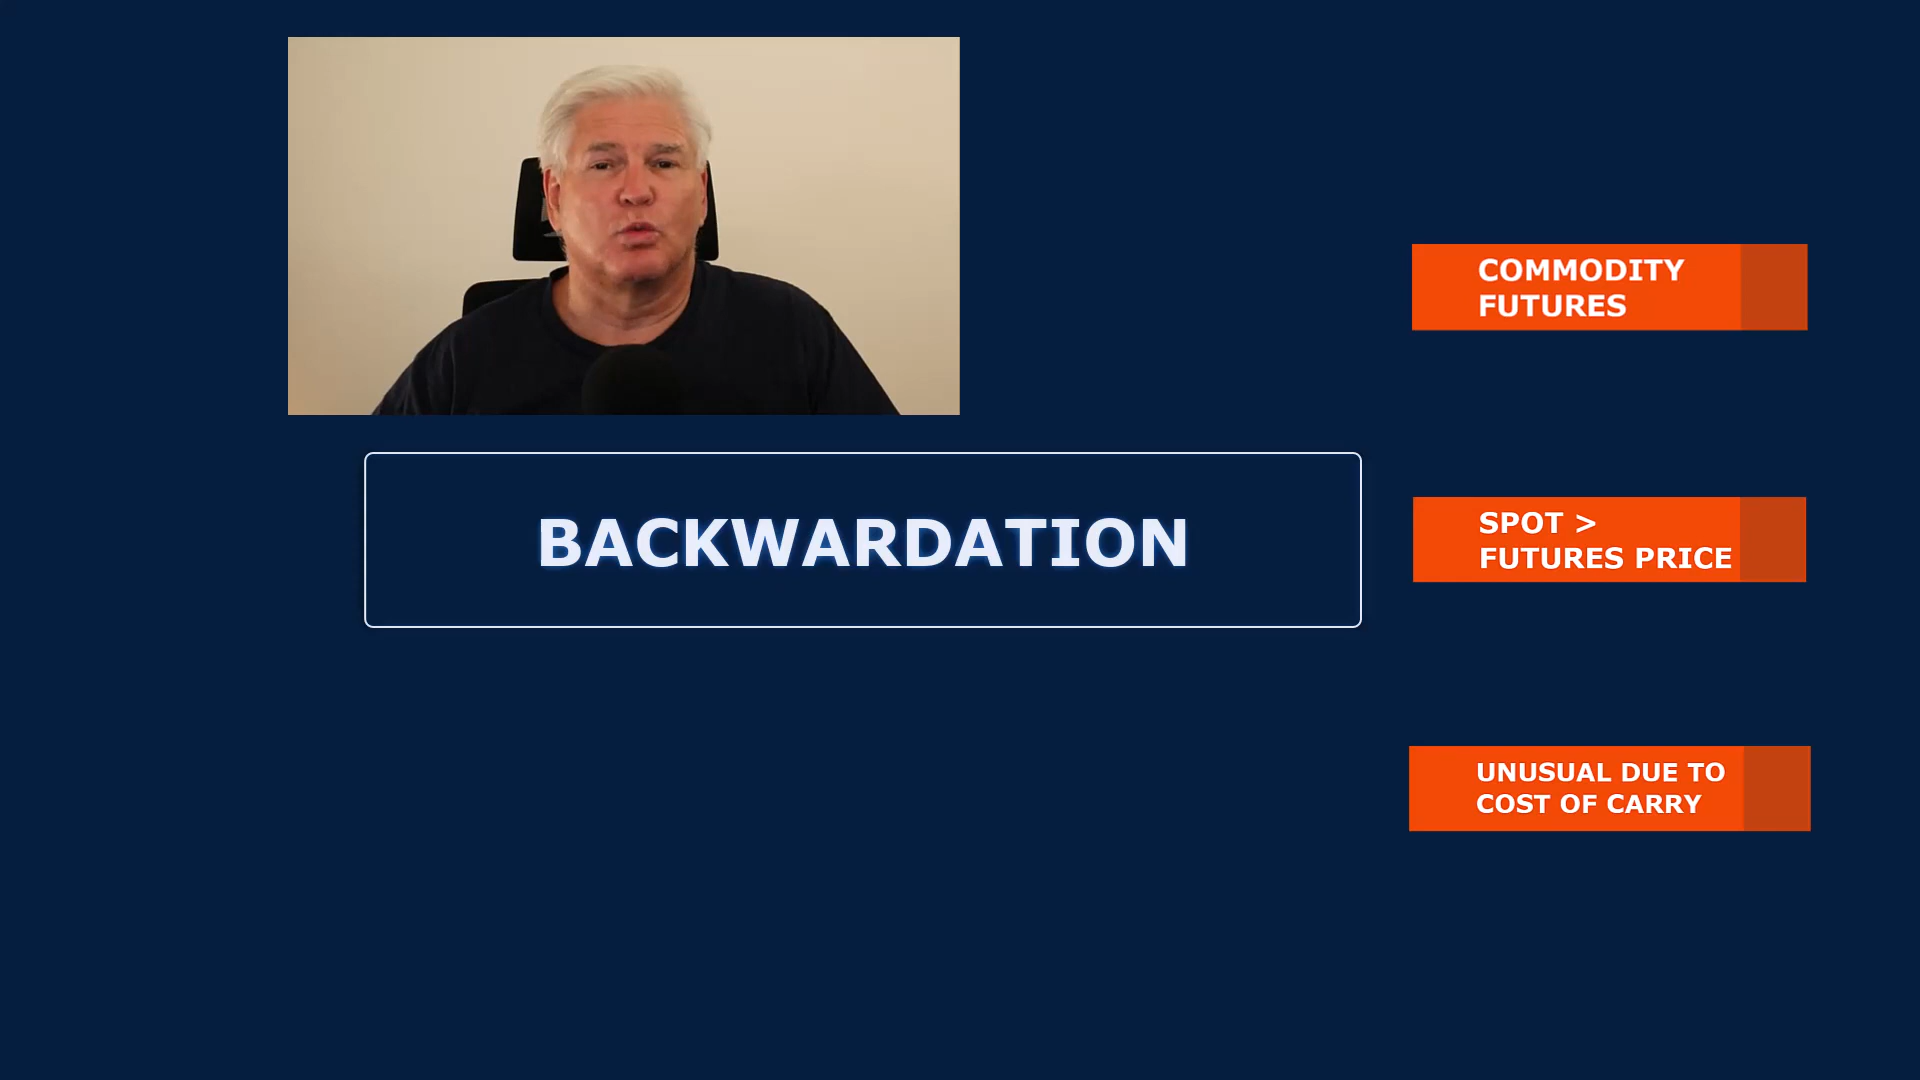 COMMODITY
FUTURES
BACKWARDATION
SPOT >
FUTURES PRICE
UNUSUAL DUE TO
COST OF CARRY